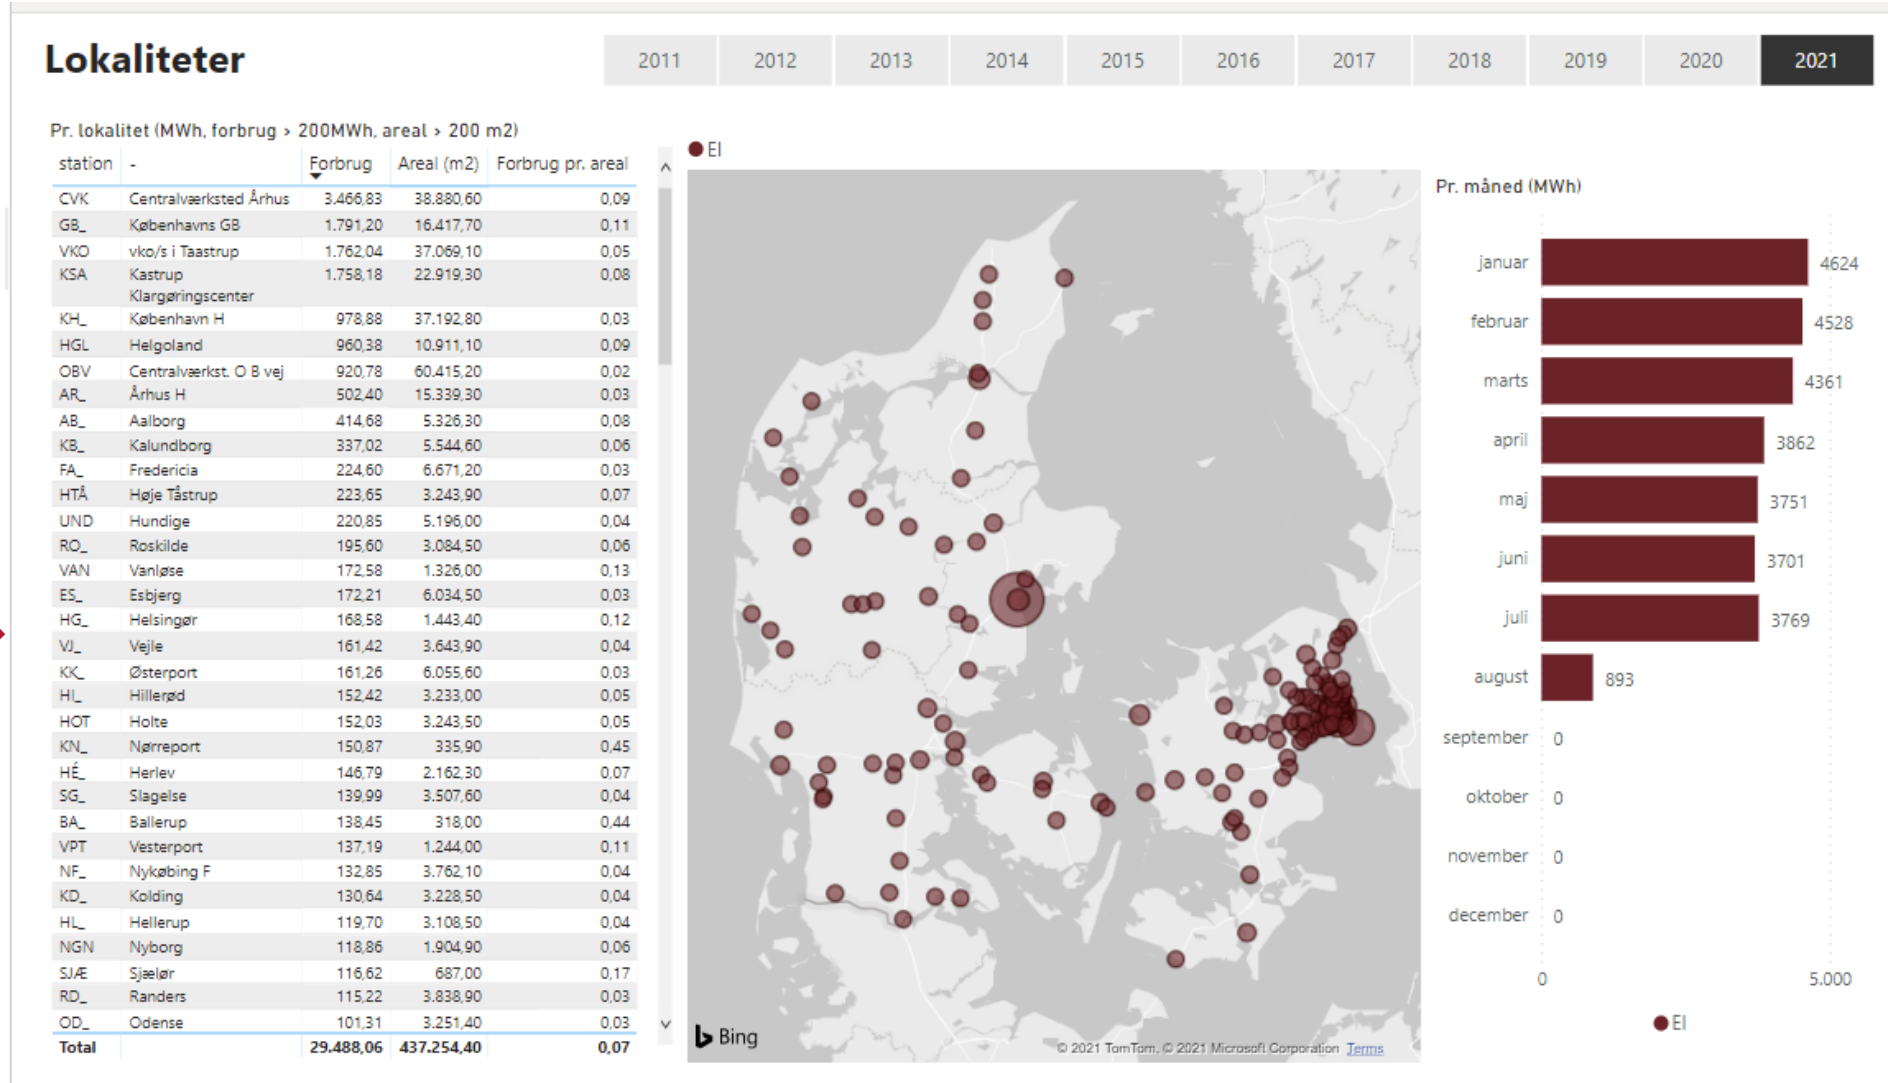 Lokaliteter
2011 2012 2013 2014 2015 2016 2017 2018 2019 2020 2021
Pr. lokalitet (MWh, forbrug > 200MWh, areal > 200 m2)
station - Forbrug Areal (m2) Forbrug pr. areal
CVK Centralværksted Århus 3.466,83 38.880,60 0,09
GB_ Københavns GB 1.791,20 16.417,70 0,11
VKO vko/s i Taastrup 1.762,04 37.069,10 0,05
KSA Kastrup 1.758,18 22.919,30 0,08
Klargøringscenter
KH_ København H 978,88 37.192,80 0,03
HGL Helgoland 960,38 10.911,10 0,09
OBV Centralværkst. O B vej 920,78 60.415,20 0,02
AR_ Århus H 502,40 15.339,30 0,03
AB_ Aalborg 414,68 5.326,30 0,08
KB_ Kalundborg 337,02 5.544,60 0,06
FA_ Fredericia 224,60 6.671,20 0,03
HTÅ Høje Tåstrup 223,65 3.243,90 0,07
UND Hundige 220,85 5.196,00 0,04
RO_ Roskilde 195,60 3.084,50 0,06
VAN Vanløse 172,58 1.326,00 0,13
ES_ Esbjerg 172,21 6.034,50 0,03
HG_ Helsingør 168,58 1.443,40 0,12
VJ_ Vejle 161,42 3.643,90 0,04
KK_ Østerport 161,26 6.055,60 0,03
HI_ Hillerød 152,42 3.233,00 0,05
HOT Holte 152,03 3.243,50 0,05
KN_ Nørreport 150,87 335,90 0,45
HÉ_ Herlev 146,79 2.162,30 0,07
SG_ Slagelse 139,99 3.507,60 0,04
BA_ Ballerup 138,45 318,00 0,44
VPT Vesterport 137,19 1.244,00 0,11
NF_ Nykøbing F 132,85 3.762,10 0,04
KD_ Kolding 130,64 3.228,50 0,04
HL_ Hellerup 119,70 3.108,50 0,04
NGN Nyborg 118,86 1.904,90 0,06
SJÆ Sjælør 116,62 687,00 0,17
RD_ Randers 115,22 3.838,90 0,03
OD_ Odense 101,31 3.251,40 0,03
Total 29.488,06 437.254,40 0,07
El
Bing
© 2021 TomTom, © 2021 Microsoft Corporation Terms
Pr. måned (MWh)
januar 4624
februar 4528
marts 4361
april 3862
maj 3751
juni 3701
juli 3769
august 893
september 0
oktober 0
november 0
december 0
0 5.000
El